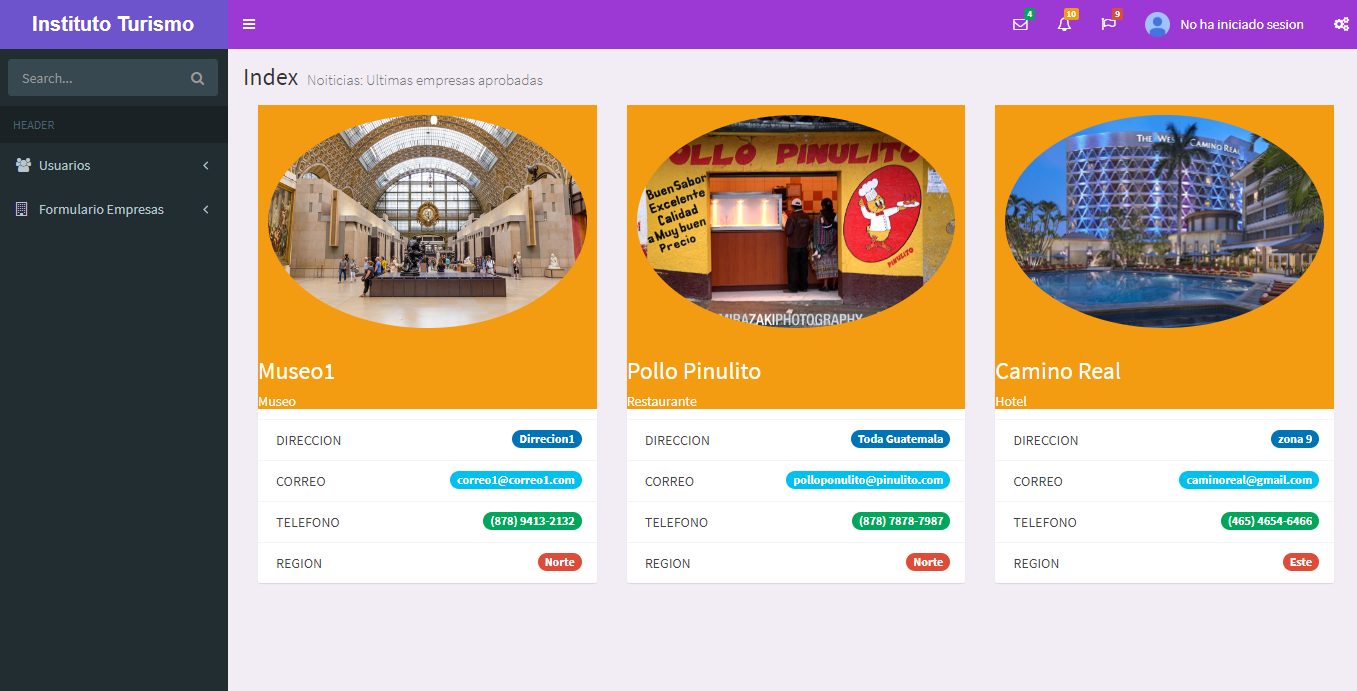 Instituto Turismo
4
10
9
No ha iniciado sesion
Search...
HEADER
Usuarios
Formulario Empresas
Index Noiticias: Ultimas empresas aprobadas
Museo1
Museo
DIRECCION Dirrecion1
CORREO correo1@correo1.com
TELEFONO (878) 9413-2132
REGION Norte
OLLO PINULITO
Buen Sabor
Excelente
Calidad
a Muy buen
Precio
PINULITO
MIRAZAKIPHOTOGRAPHY
Pollo Pinulito
Restaurante
DIRECCION Toda Guatemala
CORREO polloponulito@pinulito.com
TELEFONO (878) 7878-7987
REGION Norte
THE WES CAMINO REAL
Camino Real
Hotel
DIRECCION zona 9
CORREO caminoreal@gmail.com
TELEFONO (465) 4654-6466
REGION Este